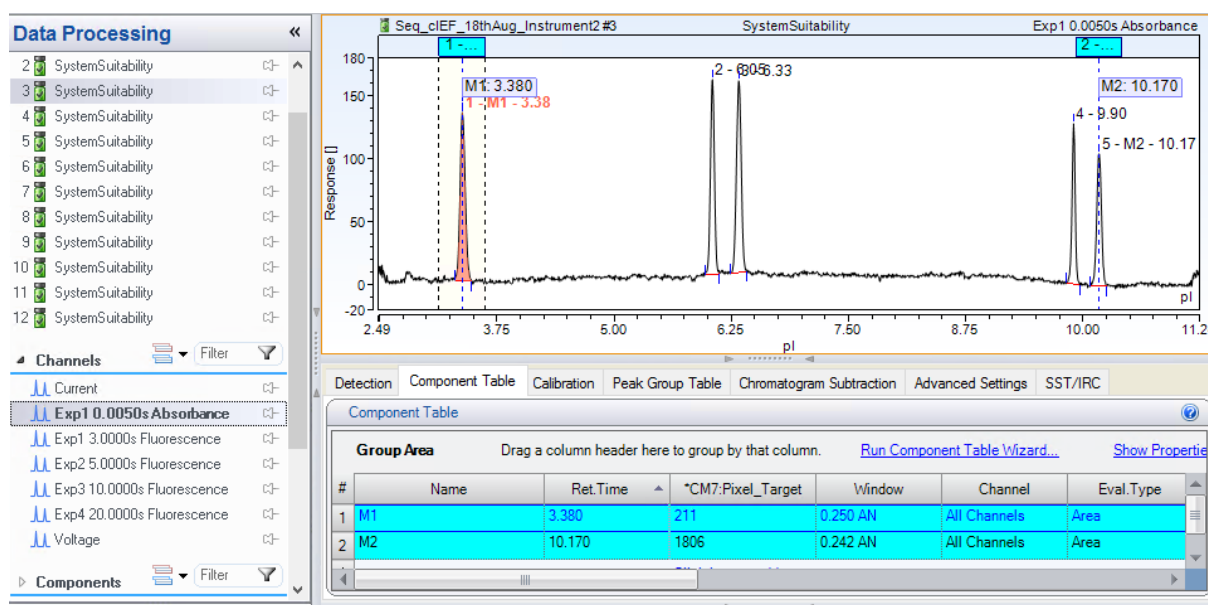 Data Processing «
2 SystemSuitability
3 SystemSuitability
4 SystemSuitability
5 SystemSuitability
6 SystemSuitability
7 SystemSuitability
8 SystemSuitability
9 SystemSuitability
10 SystemSuitability
11 SystemSuitability
12 SystemSuitability
Channels Filter
Current
Exp1 0.0050s Absorbance
Exp1 3.0000s Fluorescence
Exp2 5.0000s Fluorescence
Exp3 10.0000s Fluorescence
Exp4 20.0000s Fluorescence
Voltage
Components Filter
Seq_cIEF_18thAug_Instrument2 #3 SystemSuitability Exp1 0.0050s Absorbance
1 -... 2 -...
180
2 - 6.05 6.33
M1: 3.380 M2: 10.170
150
1 - M1 - 3.38
4 - 9.90
5 - M2 - 10.17
100
Response []
50
0
pI
-20
2.49 3.75 5.00 6.25 7.50 8.75 10.00 11.2
pI
Detection Component Table Calibration Peak Group Table Chromatogram Subtraction Advanced Settings SST/IRC
Component Table
Group Area Drag a column header here to group by that column. Run Component Table Wizard... Show Propertie
# Name Ret.Time *CM7:Pixel_Target Window Channel Eval.Type
1 M1 3.380 211 0.250 AN All Channels Area
2 M2 10.170 1806 0.242 AN All Channels Area